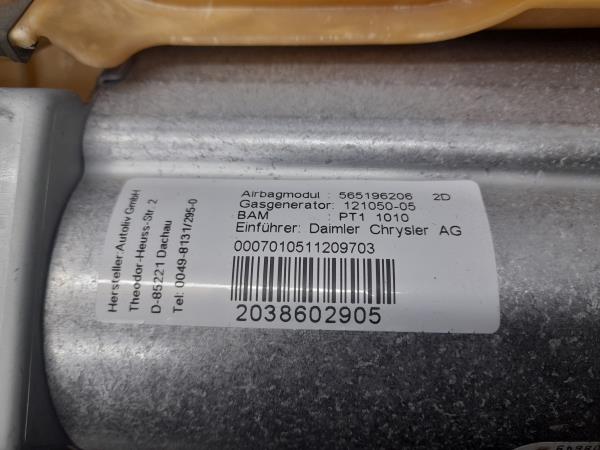 Hersteller:Autoliv GmbH
Theodor-Heuss-Str. 2
D-85221 Dachau
Tel: 0049-8131/295-0
Airbagmodul : 565196206 2D
Gasgenerator: 121050-05
BAM : PT1 1010
Einführer: Daimler Chrysler AG
0007010511209703
2038602905